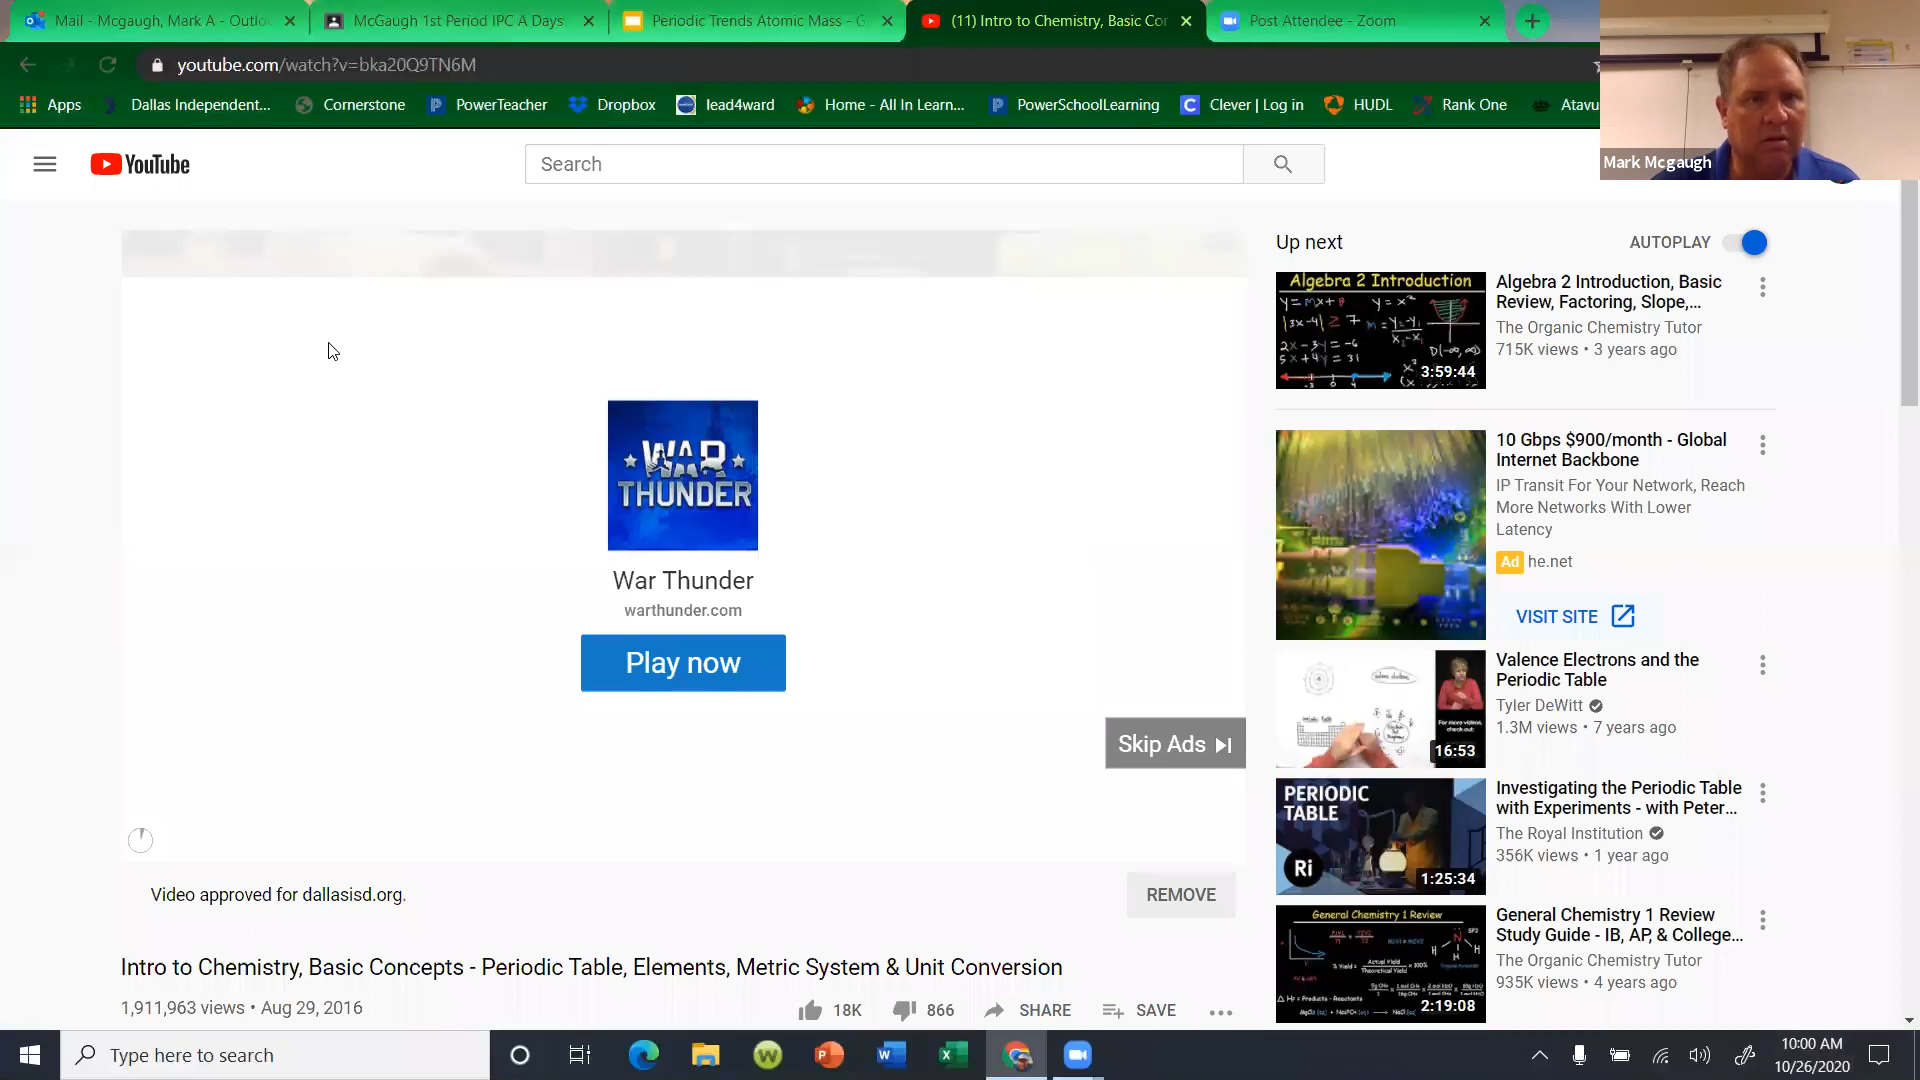 Mail - Mcgaugh, Mark A - Outlo
McGaugh 1st Period IPC A Days
Periodic Trends Atomic Mass - G
(11) Intro to Chemistry, Basic Cor
Post Attendee - Zoom
youtube.com/watch?v=bka20Q9TN6M
Apps
Dallas Independent...
Cornerstone
PowerTeacher
Dropbox
lead4ward
Home - All In Learn...
PowerSchoolLearning
Clever | Log in
HUDL
Rank One
Atavu
Mark Mcgaugh
YouTube
Search
WAR
THUNDER
War Thunder
warthunder.com
Play now
Skip Ads
Video approved for dallasisd.org.
REMOVE
Intro to Chemistry, Basic Concepts - Periodic Table, Elements, Metric System & Unit Conversion
1,911,963 views • Aug 29, 2016
18K
866
SHARE
SAVE
Up next
AUTOPLAY
Algebra 2 Introduction
3:59:44
Algebra 2 Introduction, Basic
Review, Factoring, Slope,...
The Organic Chemistry Tutor
715K views • 3 years ago
10 Gbps $900/month - Global
Internet Backbone
IP Transit For Your Network, Reach
More Networks With Lower
Latency
Ad he.net
VISIT SITE
16:53
Valence Electrons and the
Periodic Table
Tyler DeWitt
1.3M views • 7 years ago
PERIODIC
TABLE
Ri
1:25:34
Investigating the Periodic Table
with Experiments - with Peter...
The Royal Institution
356K views • 1 year ago
General Chemistry 1 Review
2:19:08
General Chemistry 1 Review
Study Guide - IB, AP, & College...
The Organic Chemistry Tutor
935K views • 4 years ago
Type here to search
10:00 AM
10/26/2020